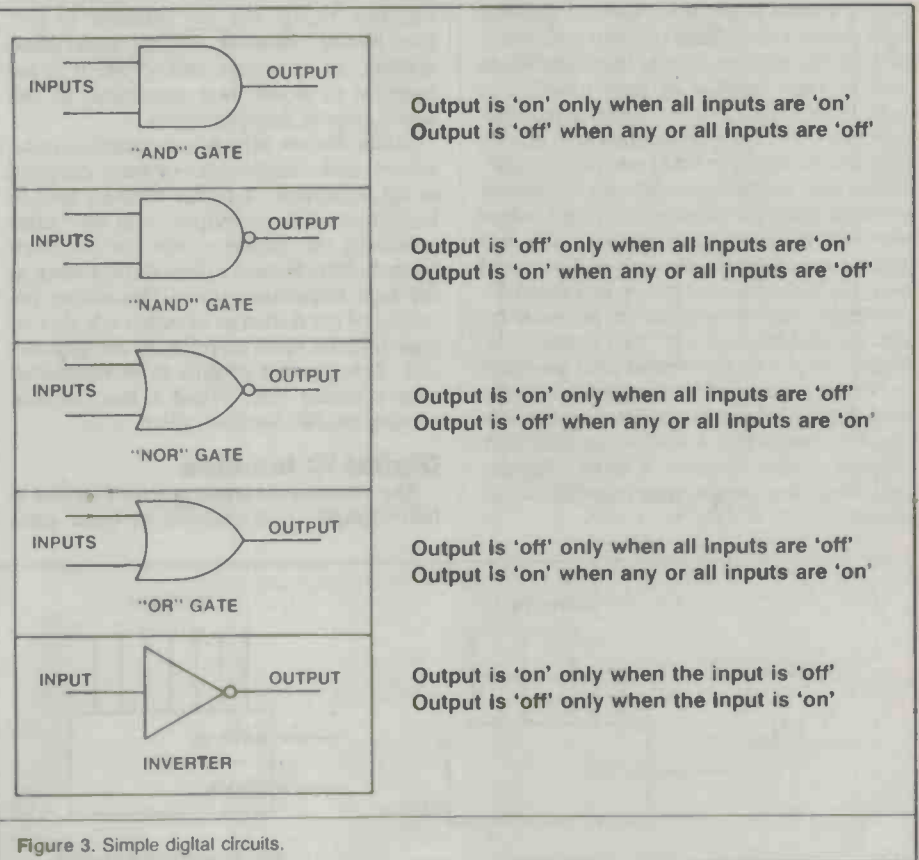 INPUTS
OUTPUT
"AND" GATE
Output is 'on' only when all inputs are 'on'
Output is 'off' when any or all inputs are 'off'
INPUTS
OUTPUT
"NAND" GATE
Output is 'off' only when all inputs are 'on'
Output is 'on' when any or all inputs are 'off'
INPUTS
OUTPUT
"NOR" GATE
Output is 'on' only when all inputs are 'off'
Output is 'off' when any or all inputs are 'on'
INPUTS
OUTPUT
"OR" GATE
Output is 'off' only when all inputs are 'off'
Output is 'on' when any or all inputs are 'on'
INPUT
OUTPUT
INVERTER
Output is 'on' only when the input is 'off'
Output is 'off' only when the input is 'on'
Figure 3. Simple digital circuits.